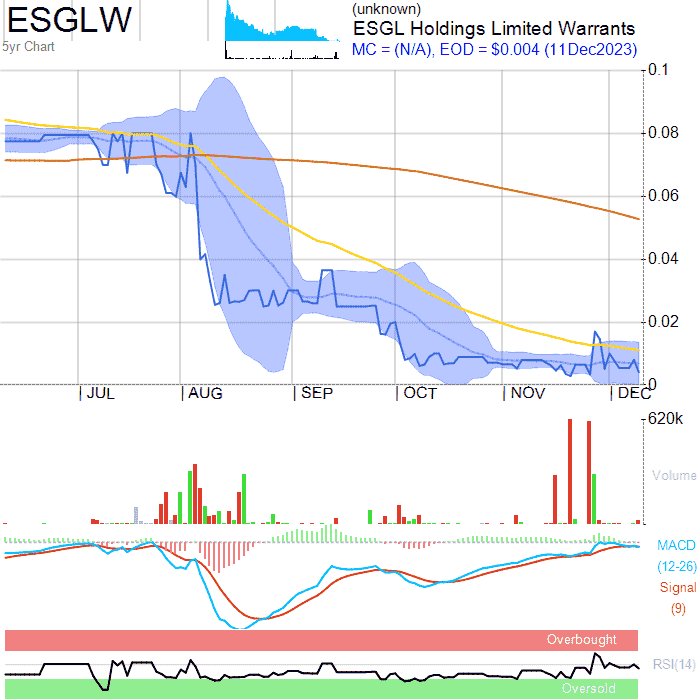 ESGLW
5yr Chart
(unknown)
ESGL Holdings Limited Warrants
MC = (N/A), EOD = $0.004 (11Dec2023)
0.1
0.08
0.06
0.04
0.02
0
JUL AUG SEP OCT NOV DEC
620k
Volume
MACD
(12-26)
Signal
(9)
Overbought
RSI(14)
Oversold